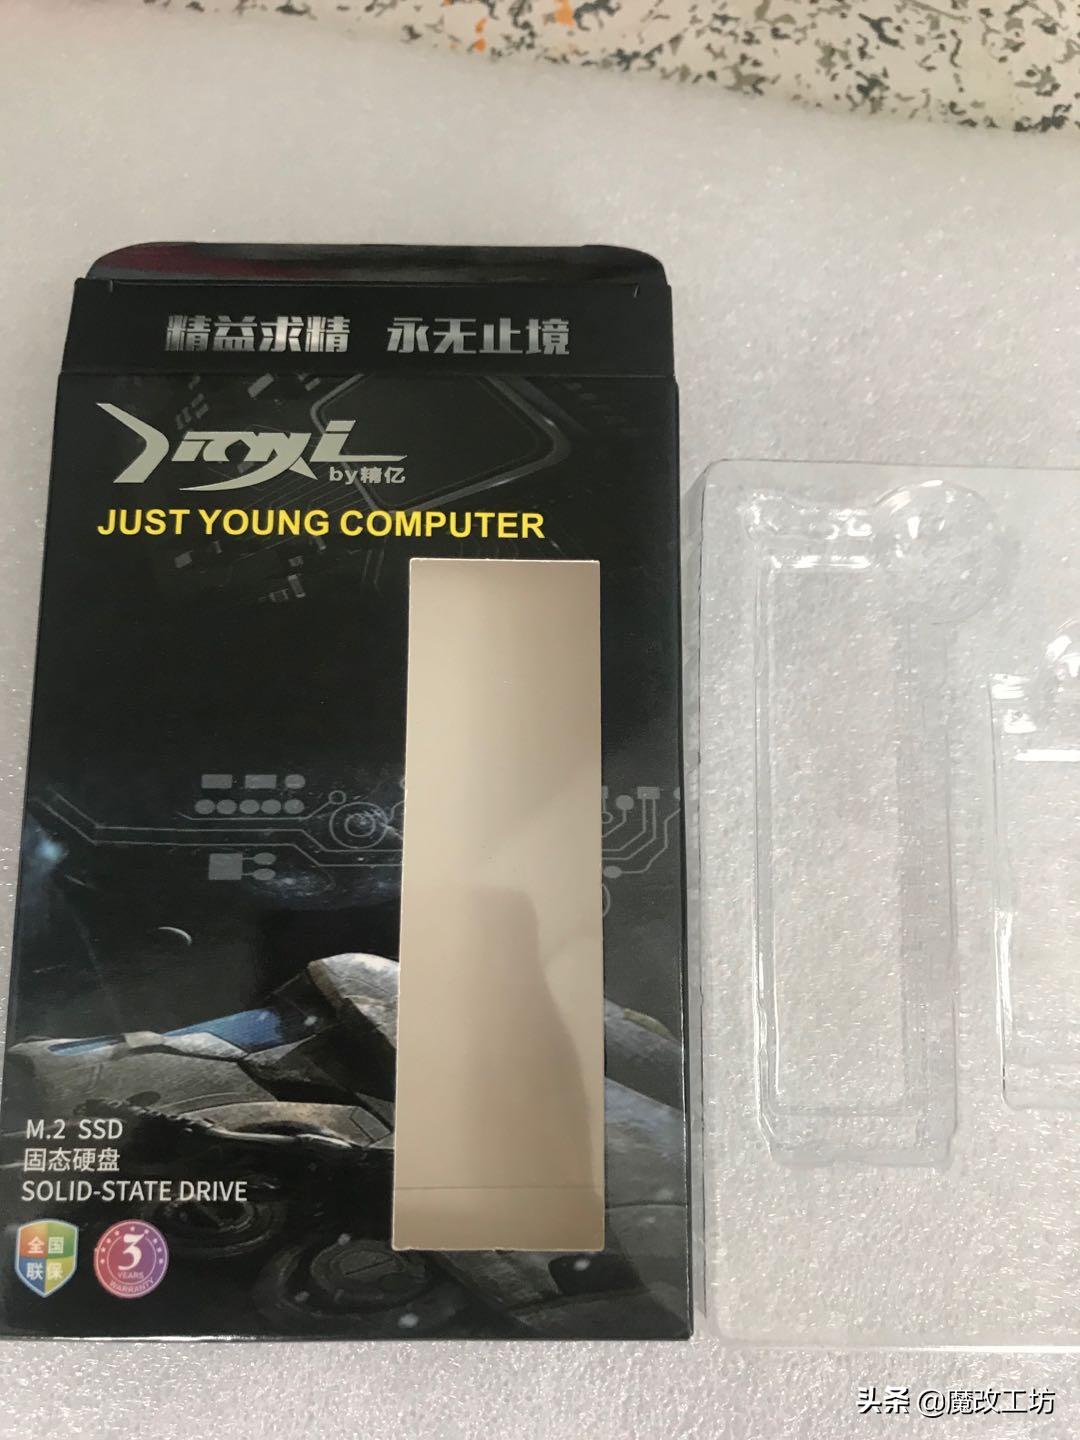 精益求精 永无止境
by精亿
JUST YOUNG COMPUTER
M.2 SSD
固态硬盘
SOLID-STATE DRIVE
全国
联保
3
YEARS
WARRANTY
头条 @魔改工坊